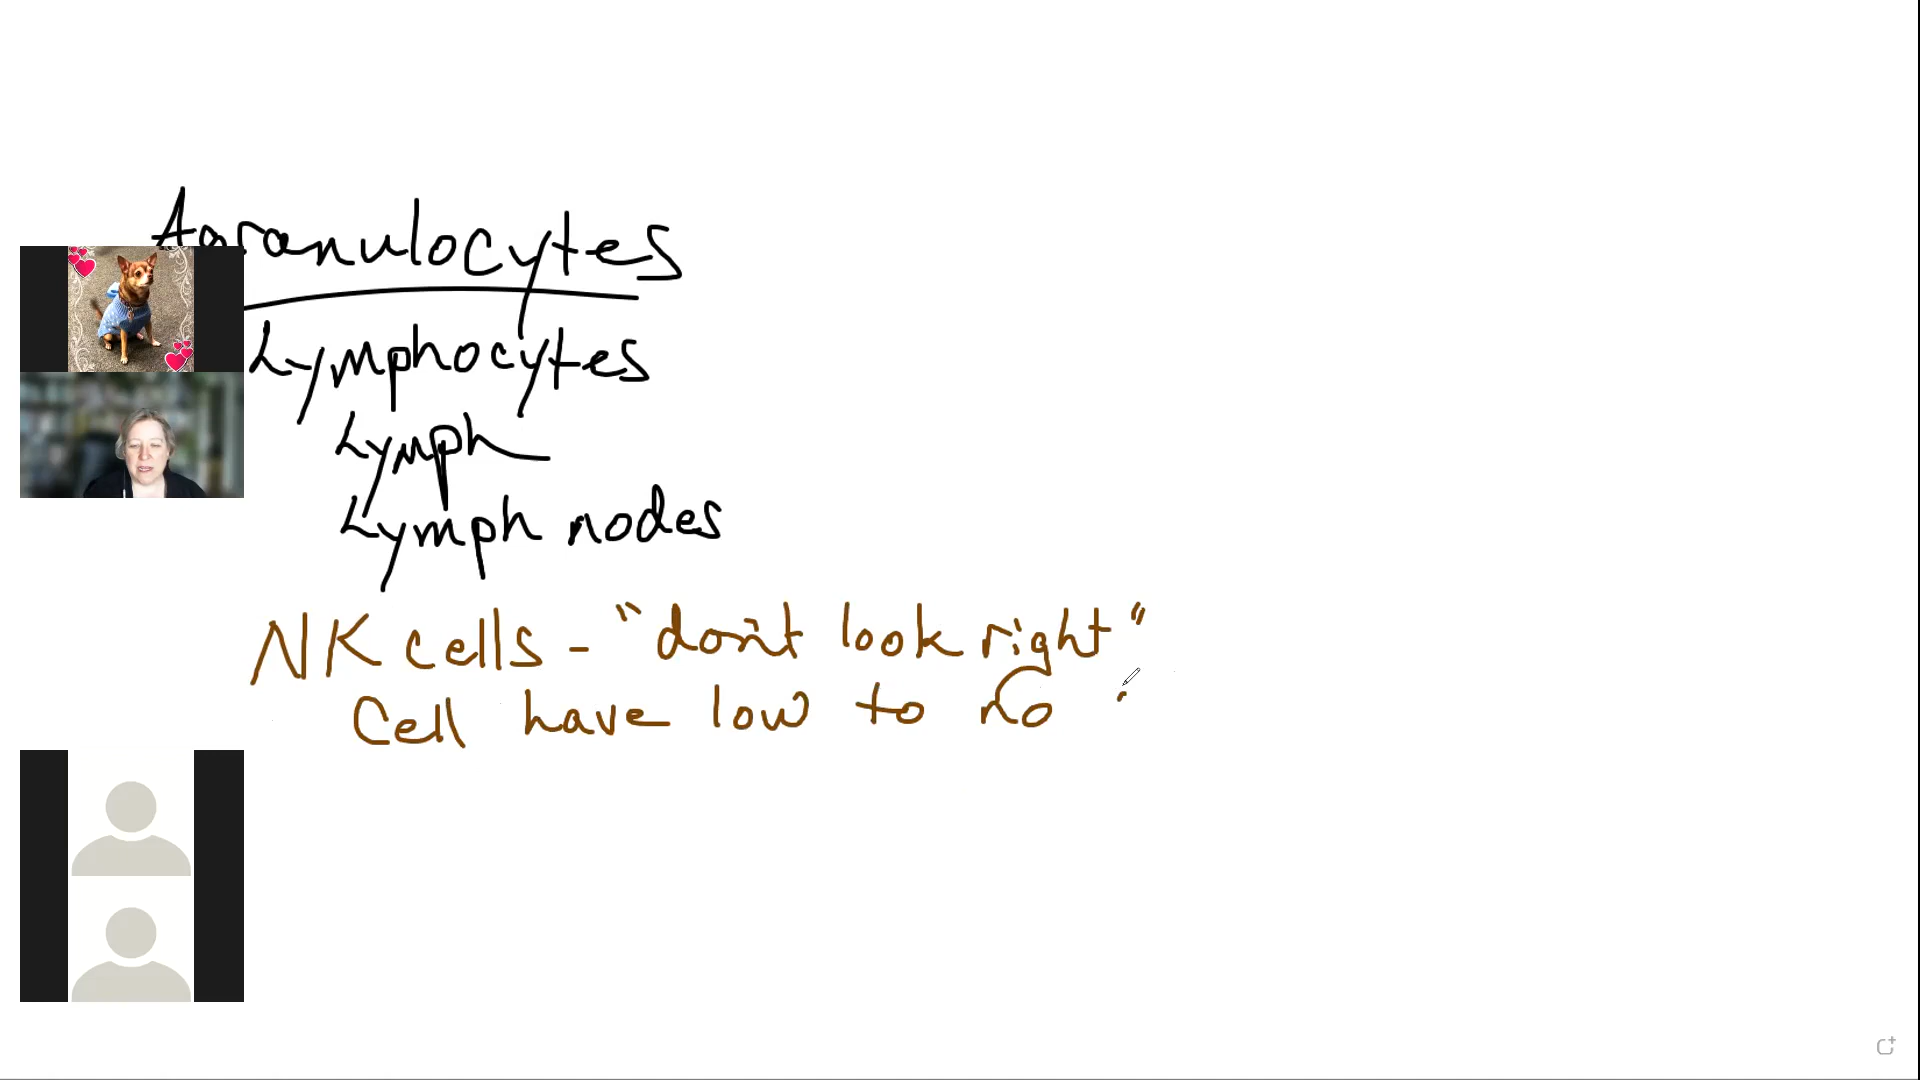 Agranulocytes
Lymphocytes
Lymph
Lymph nodes
NK cells - "don't look right"
Cell have low to no